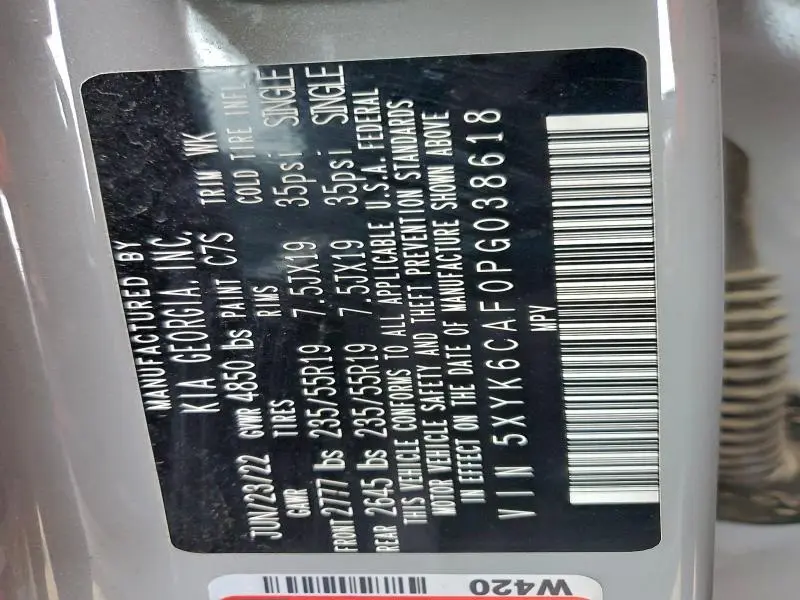 MANUFACTURED BY
KIA GEORGIA, INC.
JUN/23/22 GVWR 4850 lbs PAINT C7S TRIM WK
GAWR TIRES RIMS COLD TIRE INFL
FRONT 2777 lbs 235/55R19 7.5JX19 35psi SINGLE
REAR 2645 lbs 235/55R19 7.5JX19 35psi SINGLE
THIS VEHICLE CONFORMS TO ALL APPLICABLE U.S.A. FEDERAL
MOTOR VEHICLE SAFETY AND THEFT PREVENTION STANDARDS
IN EFFECT ON THE DATE OF MANUFACTURE SHOWN ABOVE
VIN 5XYK6CAF0PG038618
MPV
W420